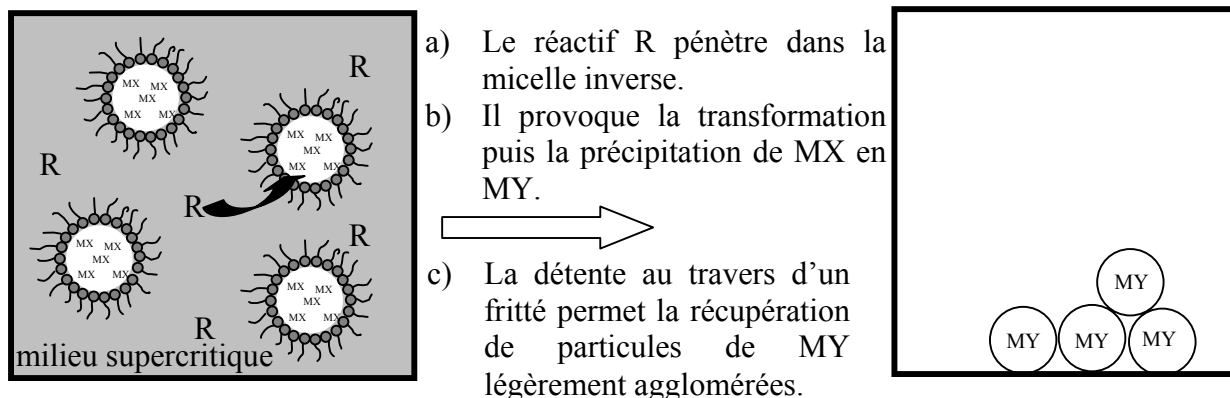 R
R
R
R
R
MX MX
MX
MX MX
MX MX
MX
MX MX
MX MX
MX
MX MX
MX MX
MX
MX MX
milieu supercritique
a) Le réactif R pénètre dans la
micelle inverse.
b) Il provoque la transformation
puis la précipitation de MX en
MY.
c) La détente au travers d’un
fritté permet la récupération
de particules de MY
légèrement agglomérées.
MY
MY MY MY